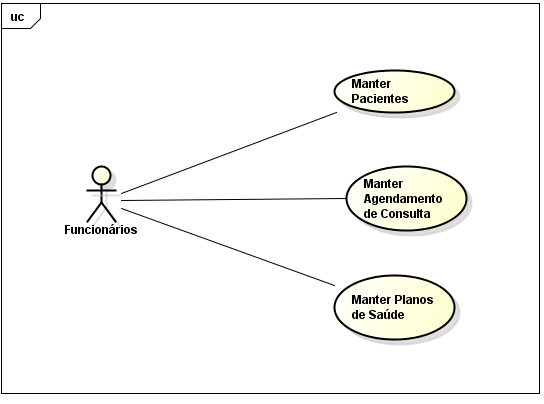 uc
Manter
Pacientes
Manter
Agendamento
de Consulta
Funcionários
Manter Planos
de Saúde